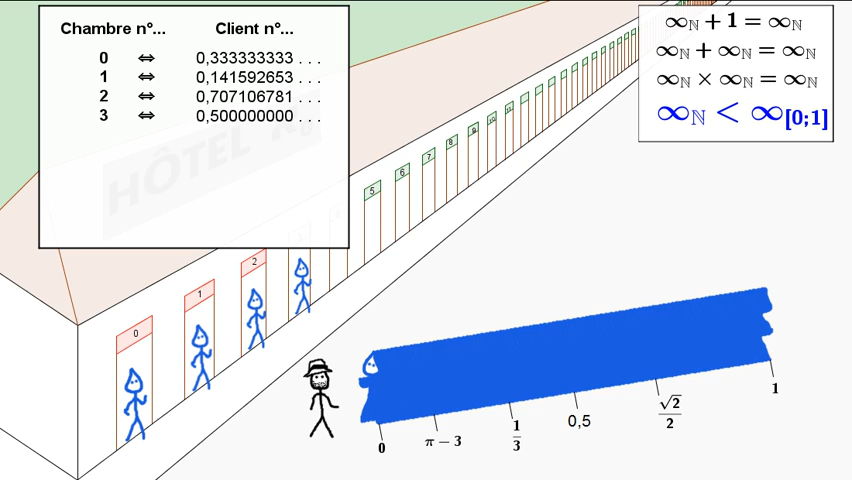 Chambre n°... Client n°...
0 ⇔ 0,333333333 . . .
1 ⇔ 0,141592653 . . .
2 ⇔ 0,707106781 . . .
3 ⇔ 0,500000000 . . .
∞ℕ + 1 = ∞ℕ
∞ℕ + ∞ℕ = ∞ℕ
∞ℕ × ∞ℕ = ∞ℕ
∞ℕ < ∞[0;1]
HÔTEL ℵ0
0
1
2
5
6
7
8
9
10
11
0
π − 3
1/3
0,5
√2/2
1